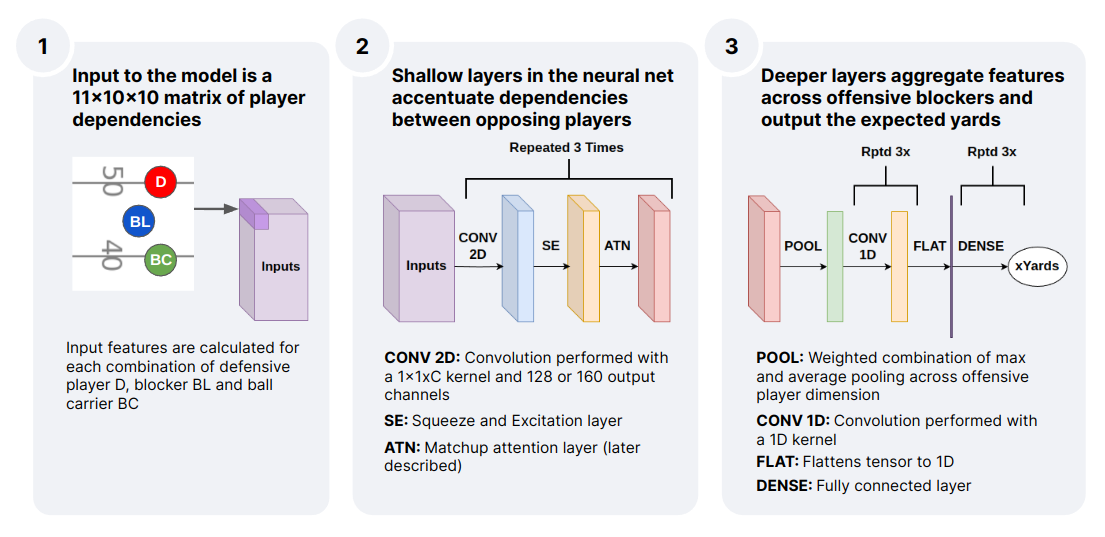 1
Input to the model is a
11×10×10 matrix of player
dependencies
50
D
BL
40
BC
Inputs
Input features are calculated for
each combination of defensive
player D, blocker BL and ball
carrier BC
2
Shallow layers in the neural net
accentuate dependencies
between opposing players
Repeated 3 Times
Inputs
CONV
2D
SE
ATN
CONV 2D: Convolution performed with
a 1×1xC kernel and 128 or 160 output
channels
SE: Squeeze and Excitation layer
ATN: Matchup attention layer (later
described)
3
Deeper layers aggregate features
across offensive blockers and
output the expected yards
Rptd 3x
Rptd 3x
POOL
CONV
1D
FLAT
DENSE
xYards
POOL: Weighted combination of max
and average pooling across offensive
player dimension
CONV 1D: Convolution performed with
a 1D kernel
FLAT: Flattens tensor to 1D
DENSE: Fully connected layer